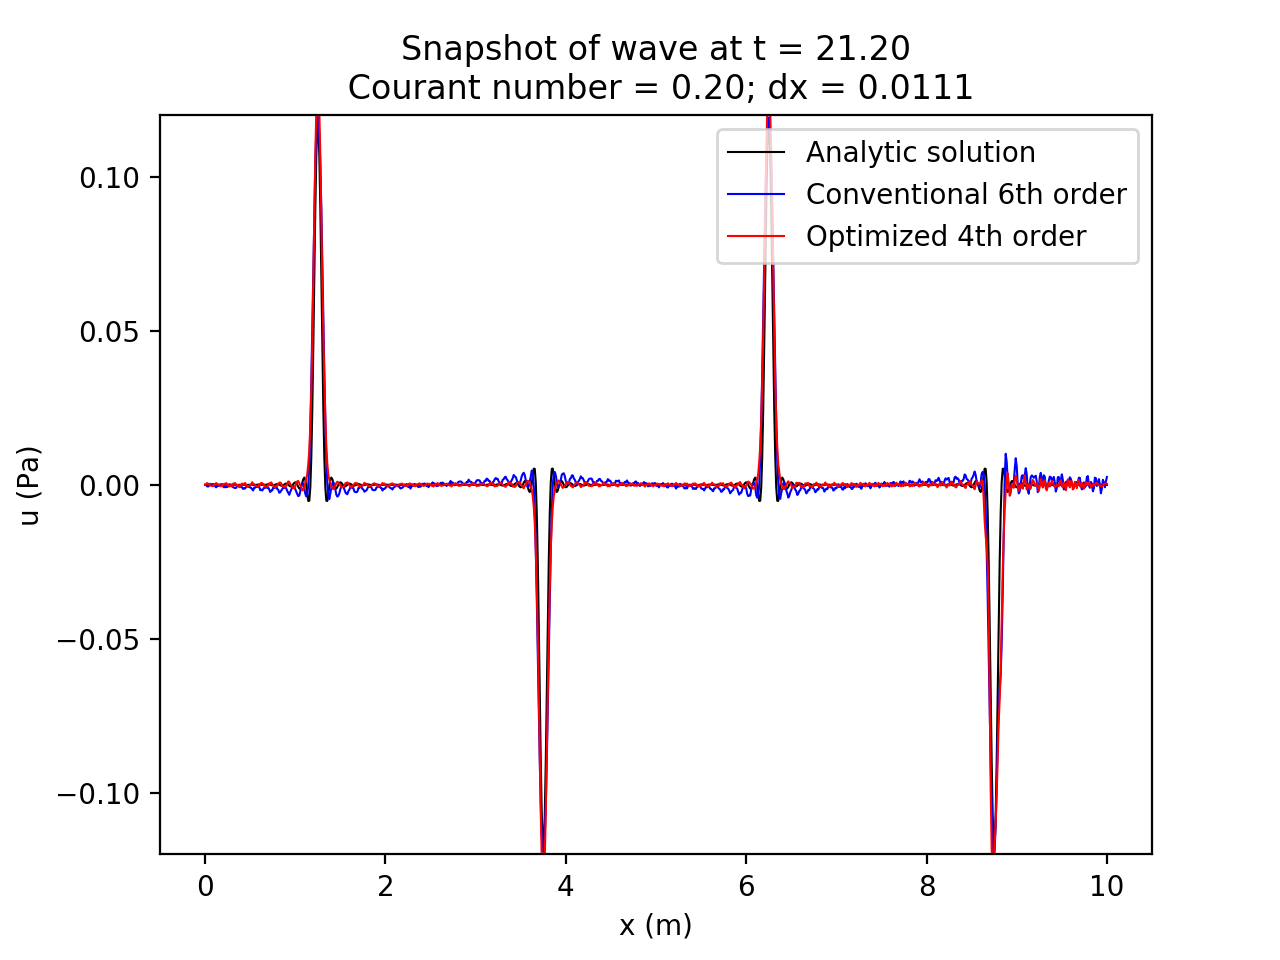 Snapshot of wave at t = 21.20
Courant number = 0.20; dx = 0.0111
Analytic solution
Conventional 6th order
Optimized 4th order
0.10
0.05
0.00
−0.05
−0.10
u (Pa)
0 2 4 6 8 10
x (m)